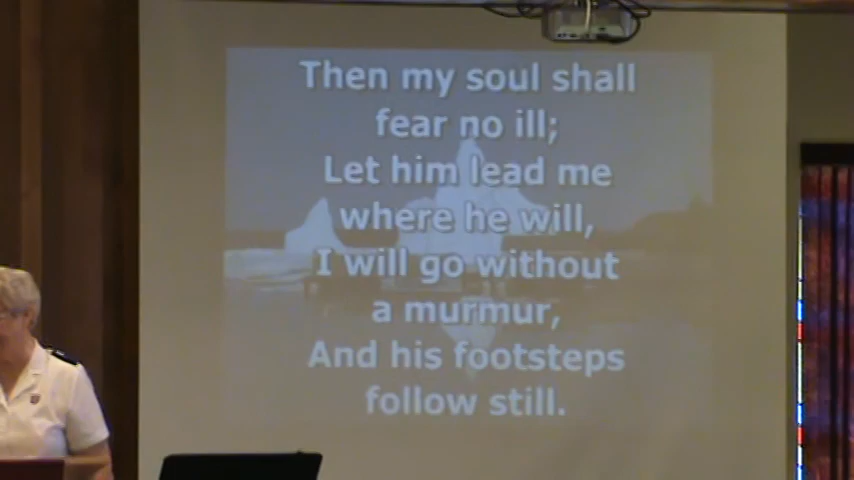 Then my soul shall
fear no ill;
Let him lead me
where he will,
I will go without
a murmur,
And his footsteps
follow still.